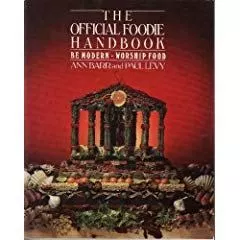 THE
OFFICIAL FOODIE
HANDBOOK
BE MODERN - WORSHIP FOOD
ANN BARR and PAUL LEVY